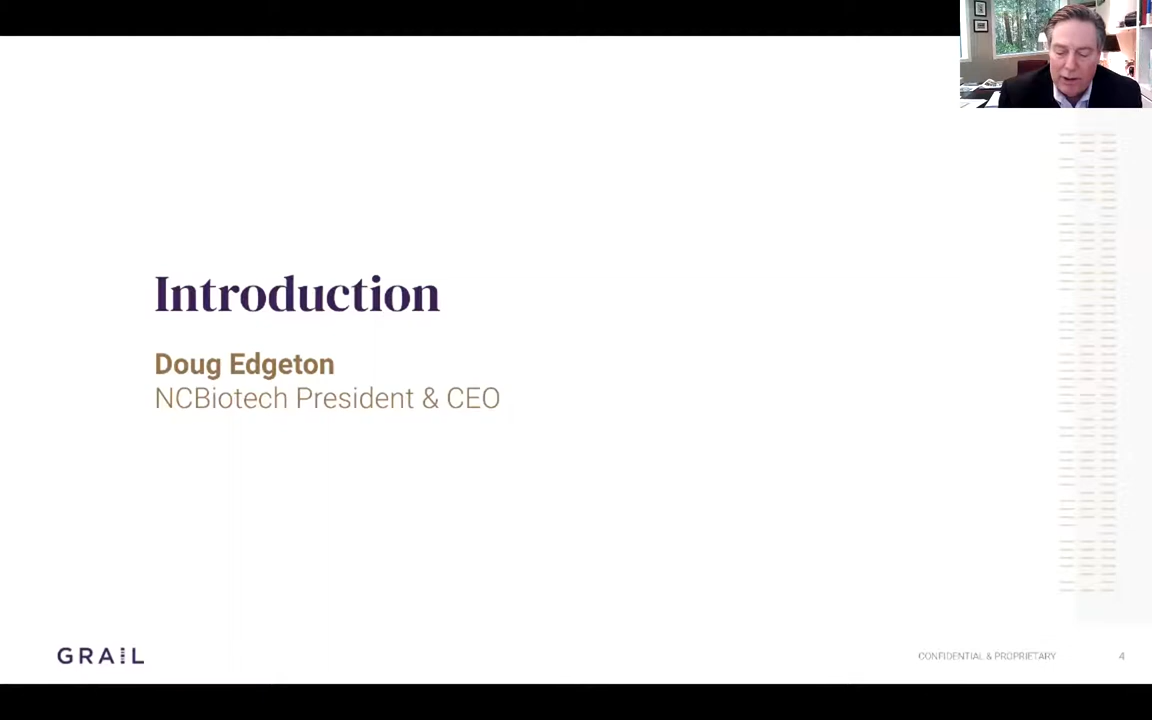 Introduction
Doug Edgeton
NCBiotech President & CEO
GRAIL
CONFIDENTIAL & PROPRIETARY
4